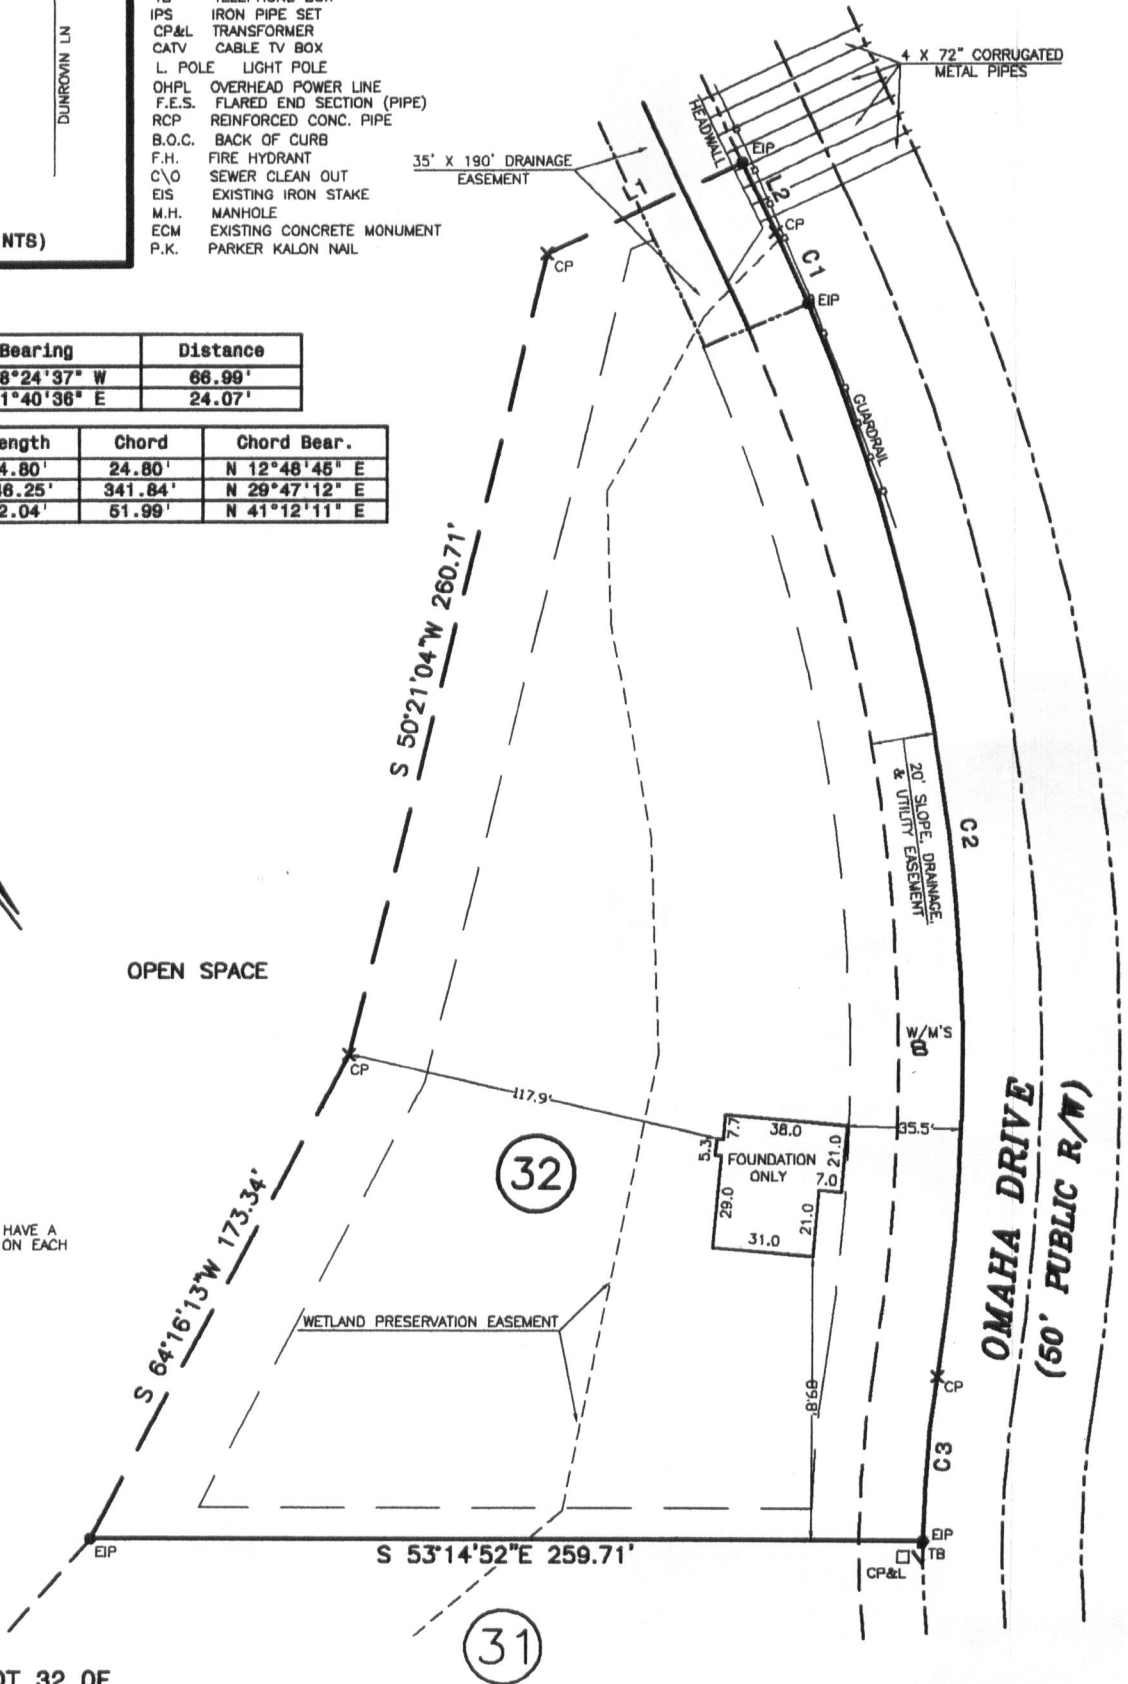 DUNROVIN LN
NTS)
IPS IRON PIPE SET
CP&L TRANSFORMER
CATV CABLE TV BOX
L. POLE LIGHT POLE
OHPL OVERHEAD POWER LINE
F.E.S. FLARED END SECTION (PIPE)
RCP REINFORCED CONC. PIPE
B.O.C. BACK OF CURB
F.H. FIRE HYDRANT
C\O SEWER CLEAN OUT
EIS EXISTING IRON STAKE
M.H. MANHOLE
ECM EXISTING CONCRETE MONUMENT
P.K. PARKER KALON NAIL
4 X 72" CORRUGATED
METAL PIPES
HEADWALL
EIP
35' X 190' DRAINAGE
EASEMENT
L1
L2
CP
CP
C1
EIP
GUARDRAIL
Bearing Distance
8°24'37" W 66.99'
1°40'36" E 24.07'
ength Chord Chord Bear.
4.80' 24.80' N 12°48'45" E
46.25' 341.84' N 29°47'12" E
2.04' 51.99' N 41°12'11" E
S 50°21'04"W 260.71'
20' SLOPE, DRAINAGE,
& UTILITY EASEMENT
C2
OPEN SPACE
W/M'S
CP
117.9'
32
7.7
38.0
35.5'
5.3
FOUNDATION
ONLY
21.0
7.0
29.0
21.0
31.0
OMAHA DRIVE
(50' PUBLIC R/W)
HAVE A
ON EACH
S 64°16'13"W 173.34'
WETLAND PRESERVATION EASEMENT
89.8'
CP
C3
EIP
EIP
TB
CP&L
S 53°14'52"E 259.71'
31
OT 32 OF